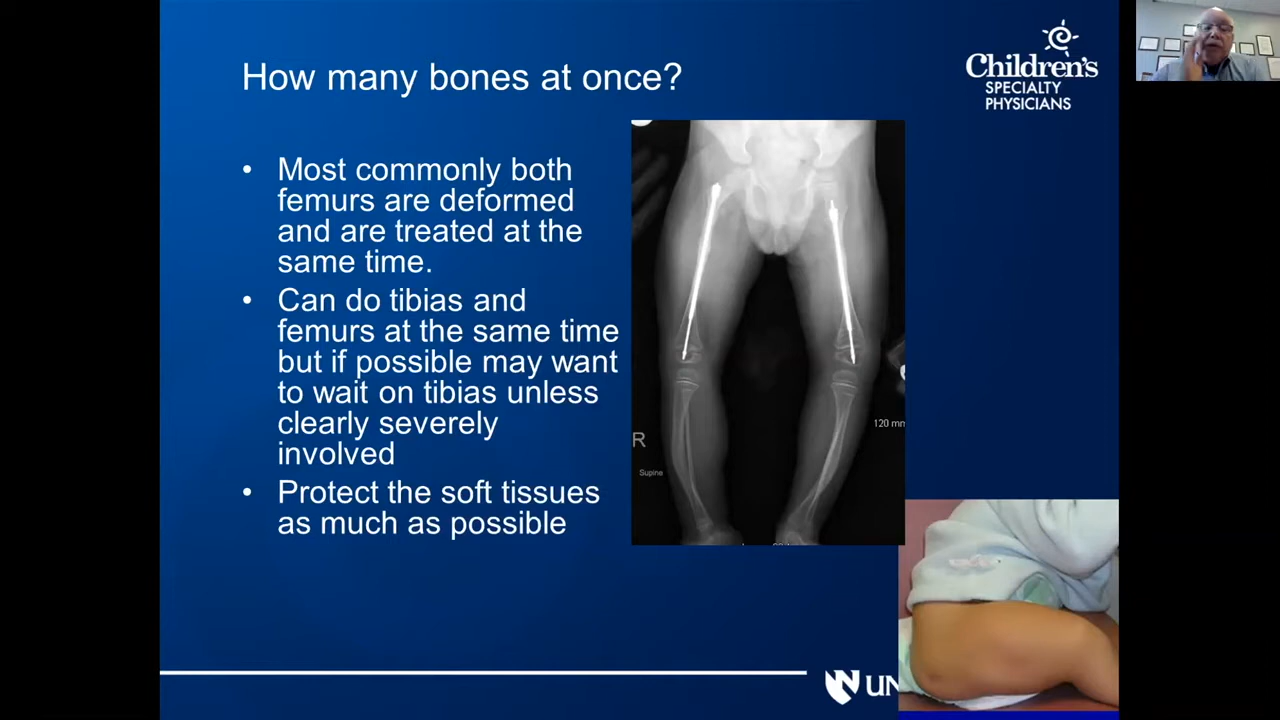 How many bones at once?
Children's
SPECIALTY
PHYSICIANS
• Most commonly both
femurs are deformed
and are treated at the
same time.
• Can do tibias and
femurs at the same time
but if possible may want
to wait on tibias unless
clearly severely
involved
• Protect the soft tissues
as much as possible
120 mm
R
Supine
UN